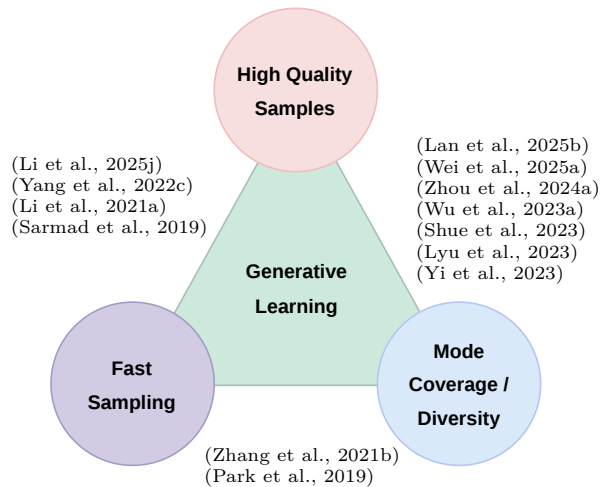 High Quality
Samples
(Li et al., 2025j)
(Yang et al., 2022c)
(Li et al., 2021a)
(Sarmad et al., 2019)
(Lan et al., 2025b)
(Wei et al., 2025a)
(Zhou et al., 2024a)
(Wu et al., 2023a)
(Shue et al., 2023)
(Lyu et al., 2023)
(Yi et al., 2023)
Generative
Learning
Fast
Sampling
Mode
Coverage /
Diversity
(Zhang et al., 2021b)
(Park et al., 2019)